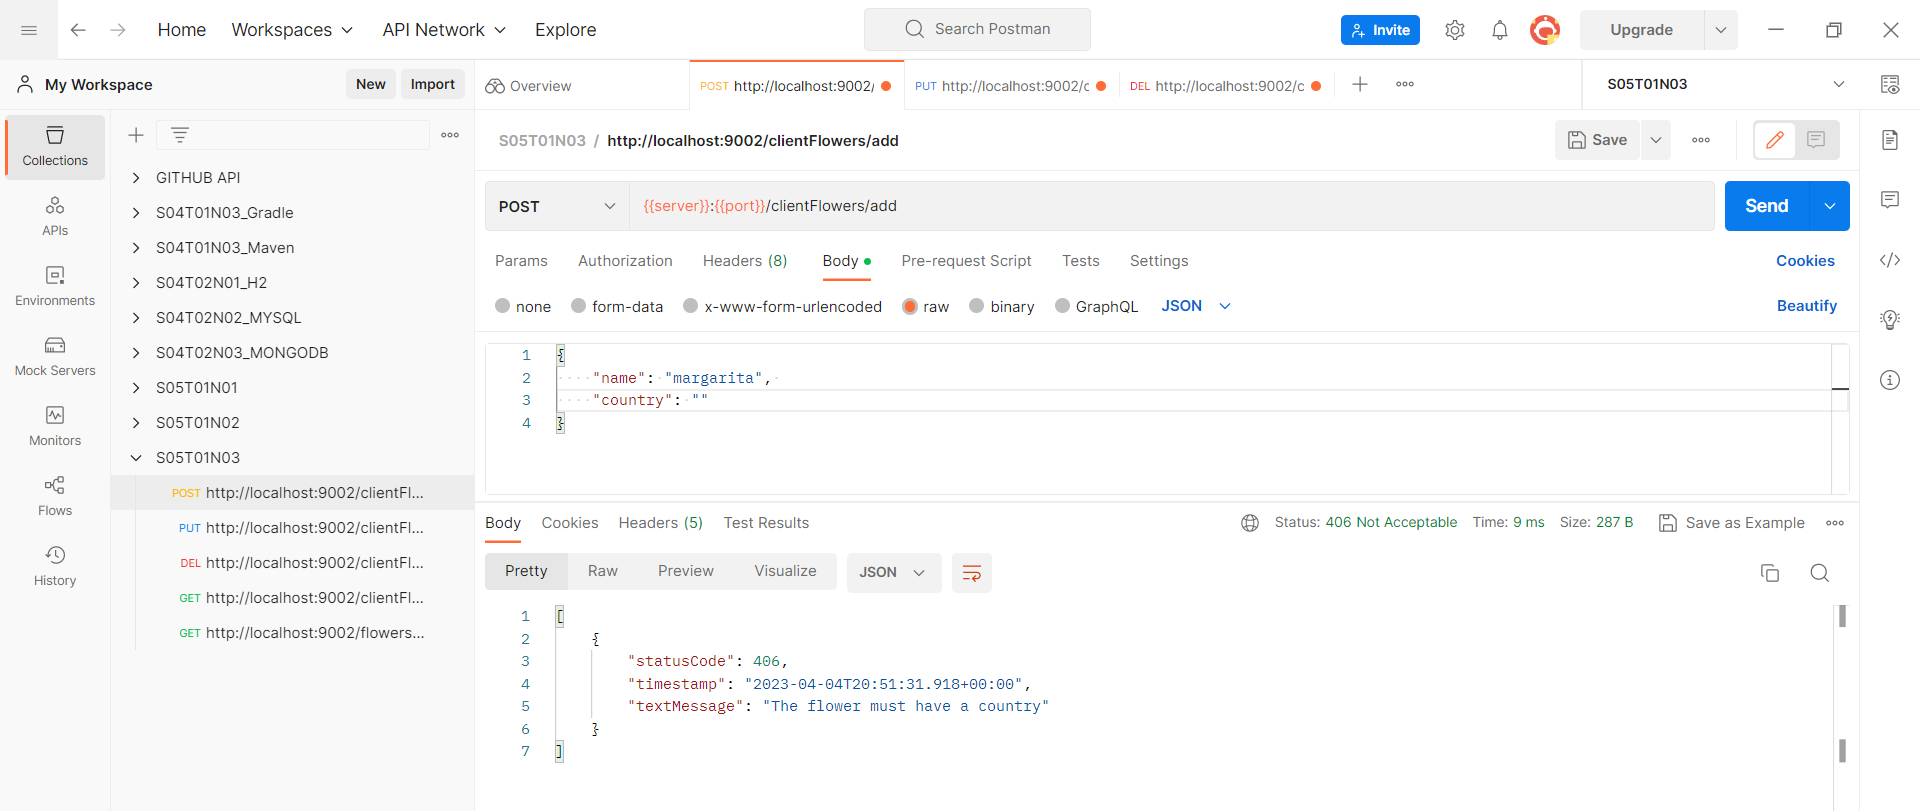 Home Workspaces API Network Explore
Search Postman
Invite
Upgrade
My Workspace New Import
Overview
POST http://localhost:9002/
PUT http://localhost:9002/c
DEL http://localhost:9002/c
S05T01N03
Collections
APIs
Environments
Mock Servers
Monitors
Flows
History
GITHUB API
S04T01N03_Gradle
S04T01N03_Maven
S04T02N01_H2
S04T02N02_MYSQL
S04T02N03_MONGODB
S05T01N01
S05T01N02
S05T01N03
POST http://localhost:9002/clientFl...
PUT http://localhost:9002/clientFl...
DEL http://localhost:9002/clientFl...
GET http://localhost:9002/clientFl...
GET http://localhost:9002/flowers...
S05T01N03 / http://localhost:9002/clientFlowers/add
Save
POST {{server}}:{{port}}/clientFlowers/add
Send
Params Authorization Headers (8) Body Pre-request Script Tests Settings Cookies
none form-data x-www-form-urlencoded raw binary GraphQL JSON Beautify
1 {
2 "name": "margarita",
3 "country": ""
4 }
Body Cookies Headers (5) Test Results Status: 406 Not Acceptable Time: 9 ms Size: 287 B Save as Example
Pretty Raw Preview Visualize JSON
1 [
2 {
3 "statusCode": 406,
4 "timestamp": "2023-04-04T20:51:31.918+00:00",
5 "textMessage": "The flower must have a country"
6 }
7 ]